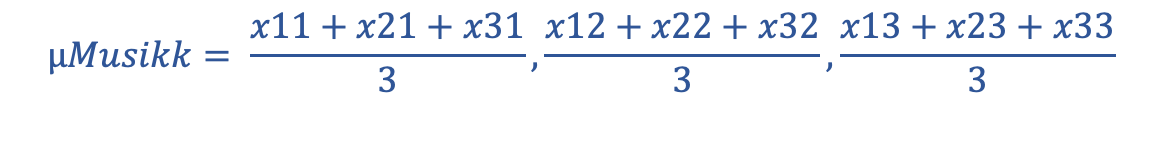 μMusikk = x11 + x21 + x31 / 3 , x12 + x22 + x32 / 3 , x13 + x23 + x33 / 3